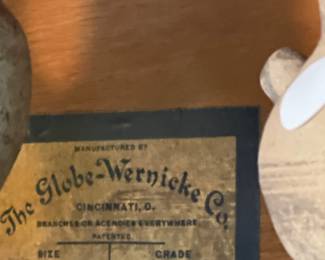 MANUFACTURED BY
The Globe-Wernicke Co.
CINCINNATI, O.
BRANCHES OR AGENCIES EVERYWHERE
PATENTED
SIZE GRADE